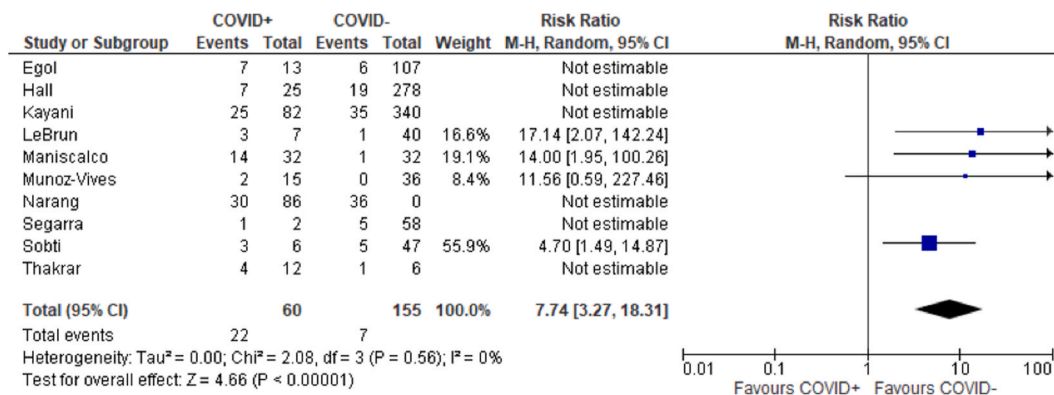 COVID+ COVID- Risk Ratio Risk Ratio
Study or Subgroup Events Total Events Total Weight M-H, Random, 95% CI M-H, Random, 95% CI
Egol 7 13 6 107 Not estimable
Hall 7 25 19 278 Not estimable
Kayani 25 82 35 340 Not estimable
LeBrun 3 7 1 40 16.6% 17.14 [2.07, 142.24]
Maniscalco 14 32 1 32 19.1% 14.00 [1.95, 100.26]
Munoz-Vives 2 15 0 36 8.4% 11.56 [0.59, 227.46]
Narang 30 86 36 0 Not estimable
Segarra 1 2 5 58 Not estimable
Sobti 3 6 5 47 55.9% 4.70 [1.49, 14.87]
Thakrar 4 12 1 6 Not estimable
Total (95% CI) 60 155 100.0% 7.74 [3.27, 18.31]
Total events 22 7
Heterogeneity: Tau² = 0.00; Chi² = 2.08, df = 3 (P = 0.56); I² = 0%
Test for overall effect: Z = 4.66 (P < 0.00001)
0.01 0.1 1 10 100
Favours COVID+ Favours COVID-